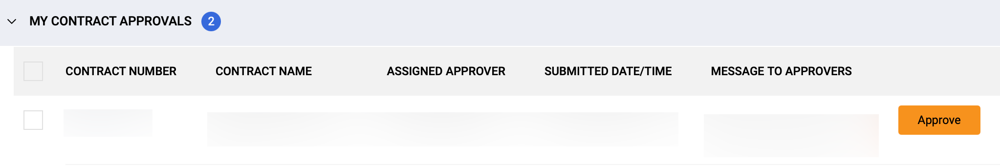 MY CONTRACT APPROVALS 2
CONTRACT NUMBER CONTRACT NAME ASSIGNED APPROVER SUBMITTED DATE/TIME MESSAGE TO APPROVERS
Approve